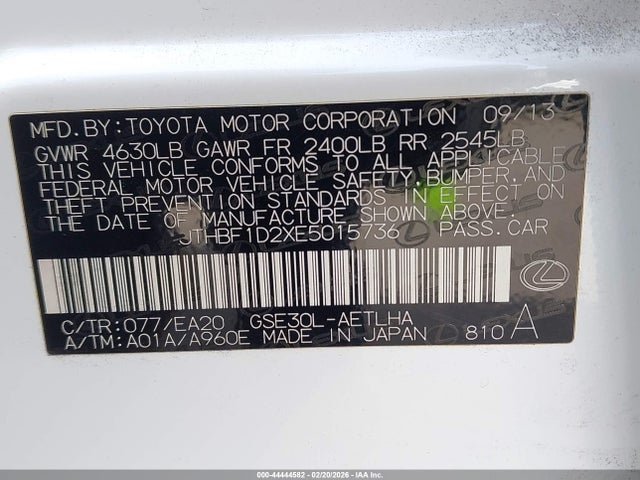 MFD.BY:TOYOTA MOTOR CORPORATION 09/13
GVWR 4630LB GAWR FR 2400LB RR 2545LB
THIS VEHICLE CONFORMS TO ALL APPLICABLE
FEDERAL MOTOR VEHICLE SAFETY, BUMPER, AND
THEFT PREVENTION STANDARDS IN EFFECT ON
THE DATE OF MANUFACTURE SHOWN ABOVE.
JTHBF1D2XE5015736 PASS.CAR
C/TR:077/EA20 GSE30L-AETLHA
A/TM:A01A/A960E MADE IN JAPAN 810 A
000-44444582 - 02/20/2026 - IAA Inc.